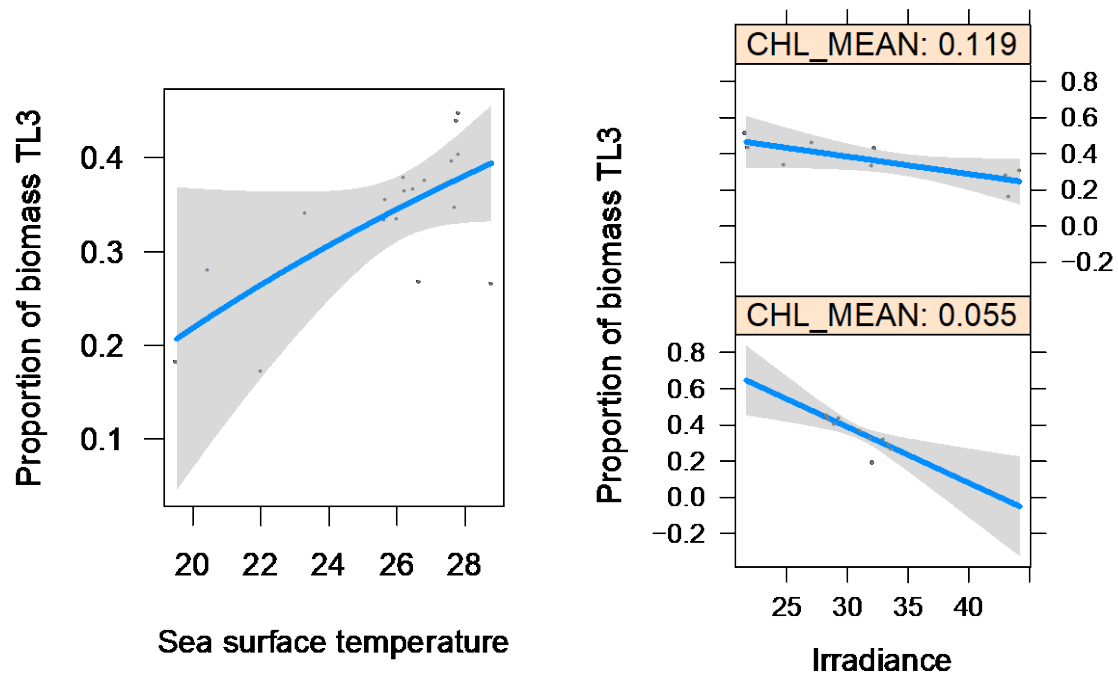 Proportion of biomass TL3
0.4
0.3
0.2
0.1
20 22 24 26 28
Sea surface temperature
Proportion of biomass TL3
CHL_MEAN: 0.119
0.8
0.6
0.4
0.2
0.0
−0.2
CHL_MEAN: 0.055
0.8
0.6
0.4
0.2
0.0
−0.2
25 30 35 40
Irradiance